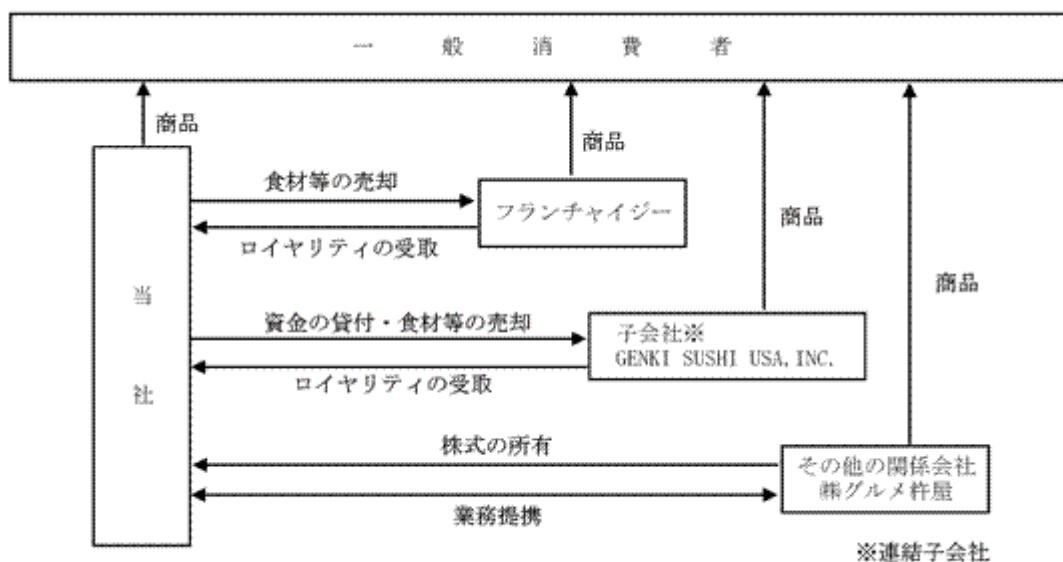 一般消費者
商品
商品
商品
商品
食材等の売却
フランチャイジー
ロイヤリティの受取
当社
資金の貸付・食材等の売却
子会社※
GENKI SUSHI USA,INC.
ロイヤリティの受取
株式の所有
その他の関係会社
㈱グルメ杵屋
業務提携
※連結子会社